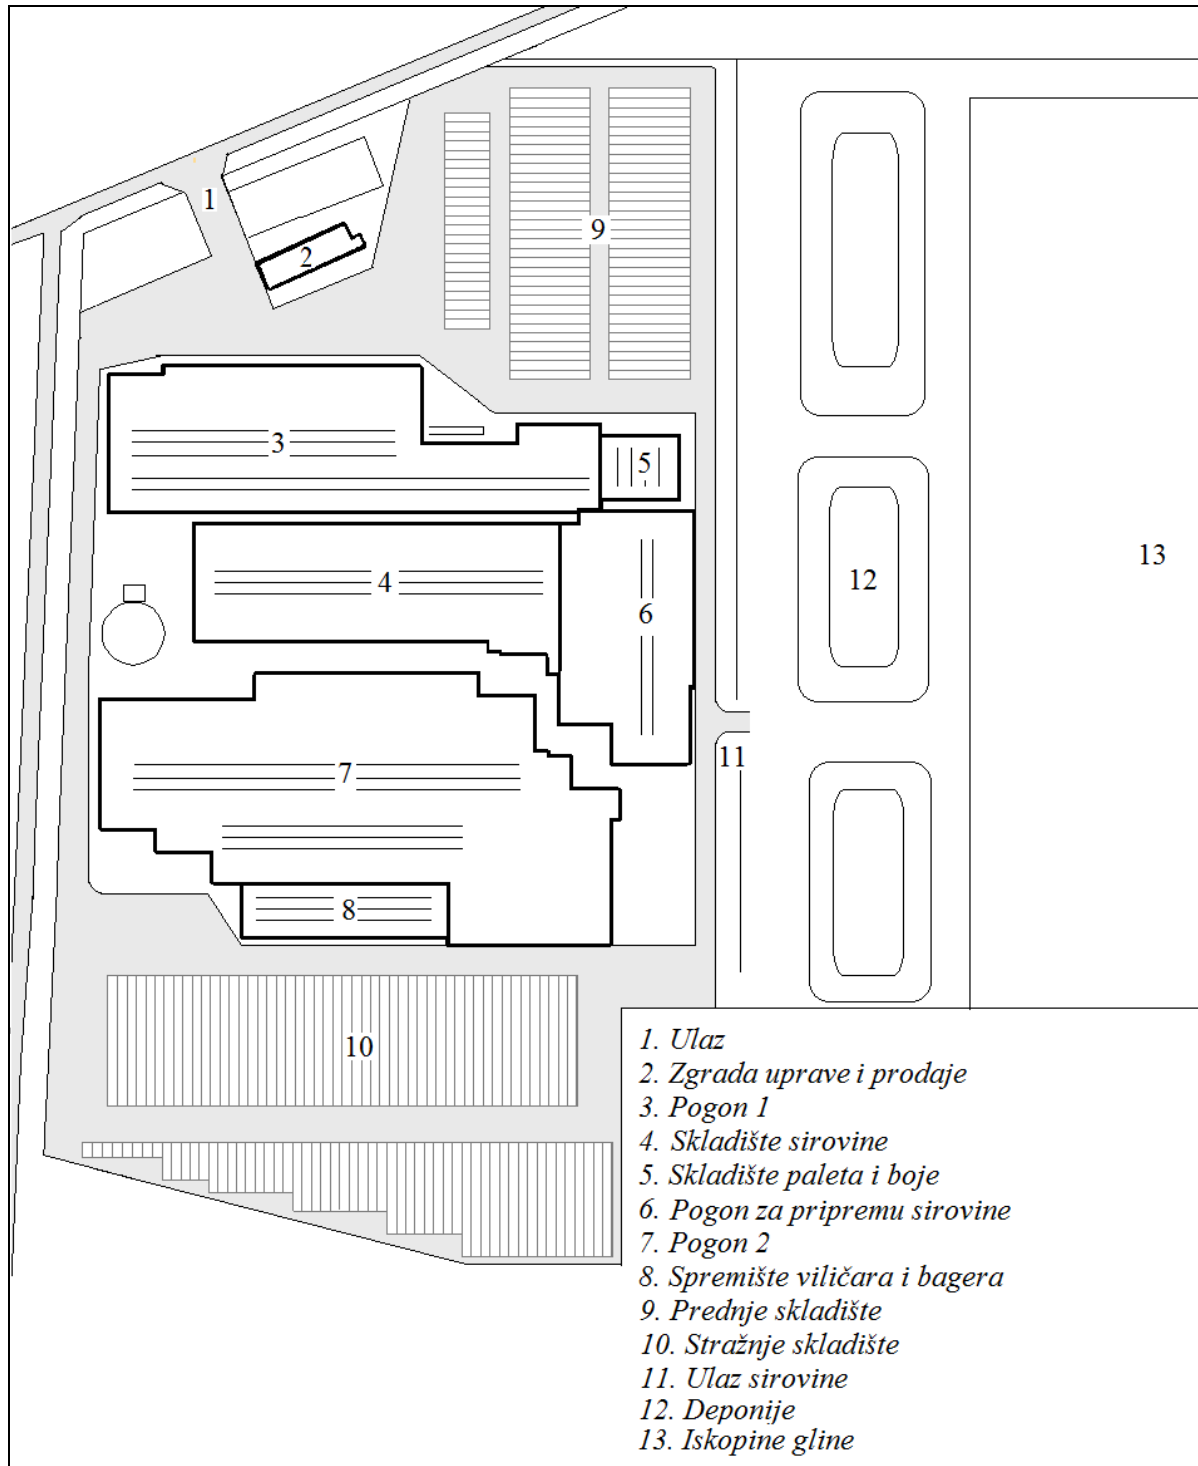 1
2
9
3
5
4
13
12
6
11
7
8
10
1. Ulaz
2. Zgrada uprave i prodaje
3. Pogon 1
4. Skladište sirovine
5. Skladište paleta i boje
6. Pogon za pripremu sirovine
7. Pogon 2
8. Spremište viličara i bagera
9. Prednje skladište
10. Stražnje skladište
11. Ulaz sirovine
12. Deponije
13. Iskopine gline